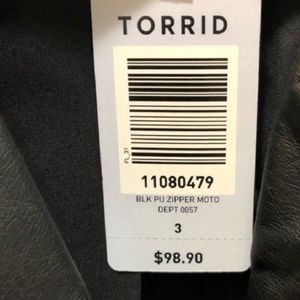 TORRID
FL_31
11080479
BLK PU ZIPPER MOTO
DEPT 0057
3
$98.90